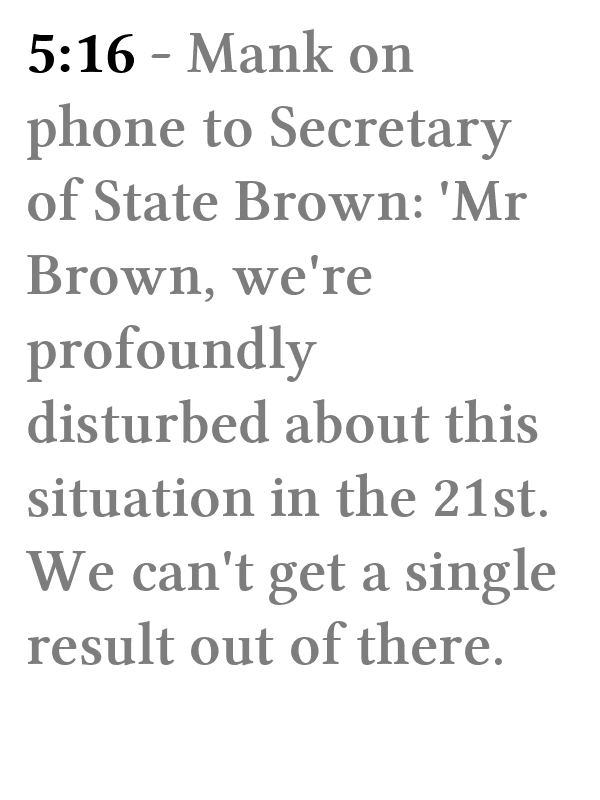 5:16 - Mank on
phone to Secretary
of State Brown: 'Mr
Brown, we're
profoundly
disturbed about this
situation in the 21st.
We can't get a single
result out of there.